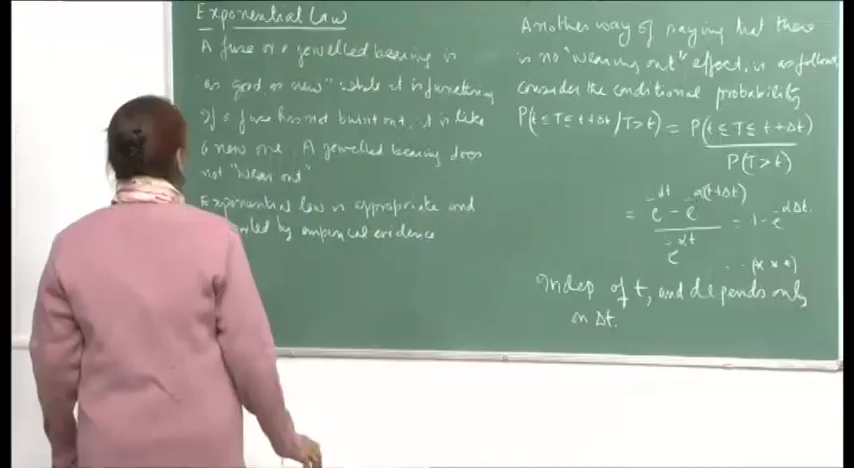 Exponential Law
A fuse or a jewelled bearing is
as good as new" while it is functioning
If a fuse has not burnt out, it is like
a new one. A jewelled bearing does
not "wear out"
Exponential law is appropriate and
by empirical evidence
Another way of saying that there
is no "wearing out" effect, is as follows
consider the conditional probability
P(t ≤ T ≤ t+Δt / T>t) = P(t ≤ T ≤ t+Δt) / P(T>t)
= e^-αt - e^-α(t+Δt) / e^-αt = 1 - e^-αΔt
. . (***)
Indep of t, and depends only
on Δt.